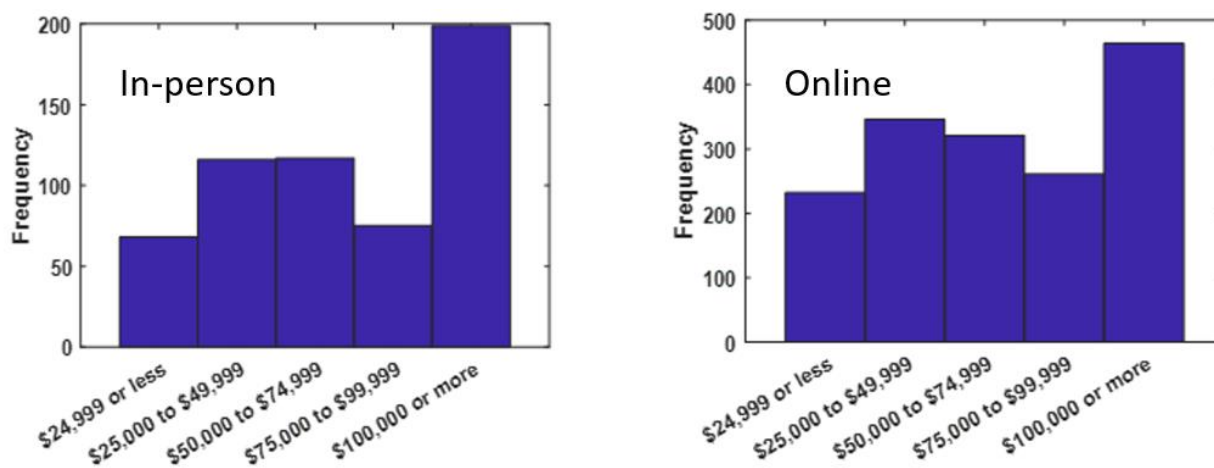 In-person
Frequency
200
150
100
50
0
$24,999 or less
$25,000 to $49,999
$50,000 to $74,999
$75,000 to $99,999
$100,000 or more
Online
Frequency
500
400
300
200
100
0
$24,999 or less
$25,000 to $49,999
$50,000 to $74,999
$75,000 to $99,999
$100,000 or more